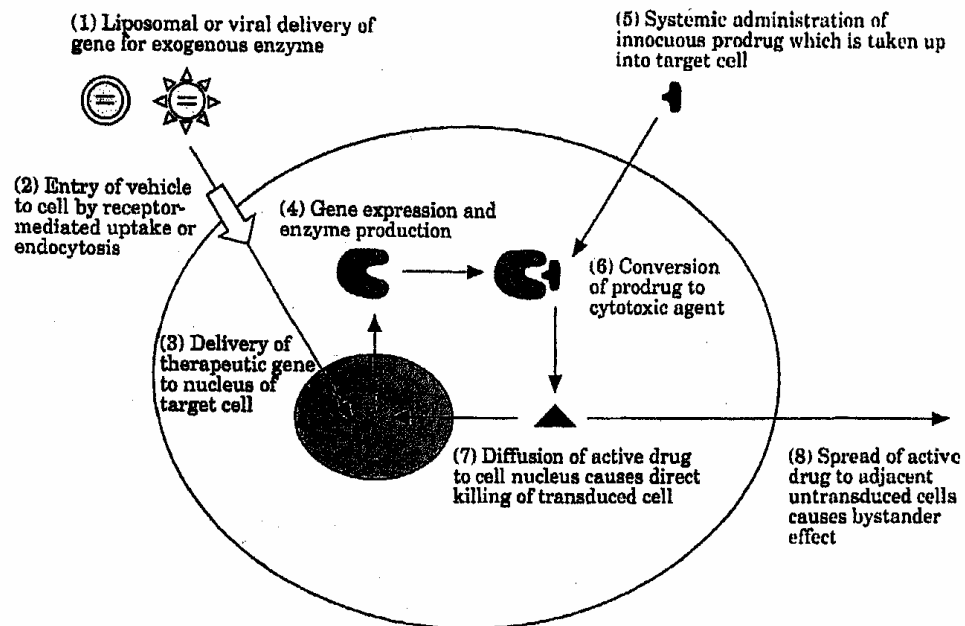 (1) Liposomal or viral delivery of
gene for exogenous enzyme
(5) Systemic administration of
innocuous prodrug which is taken up
into target cell
(2) Entry of vehicle
to cell by receptor-
mediated uptake or
endocytosis
(4) Gene expression and
enzyme production
(6) Conversion
of prodrug to
cytotoxic agent
(3) Delivery of
therapeutic gene
to nucleus of
target cell
(7) Diffusion of active drug
to cell nucleus causes direct
killing of transduced cell
(8) Spread of active
drug to adjacent
untransduced cells
causes bystander
effect